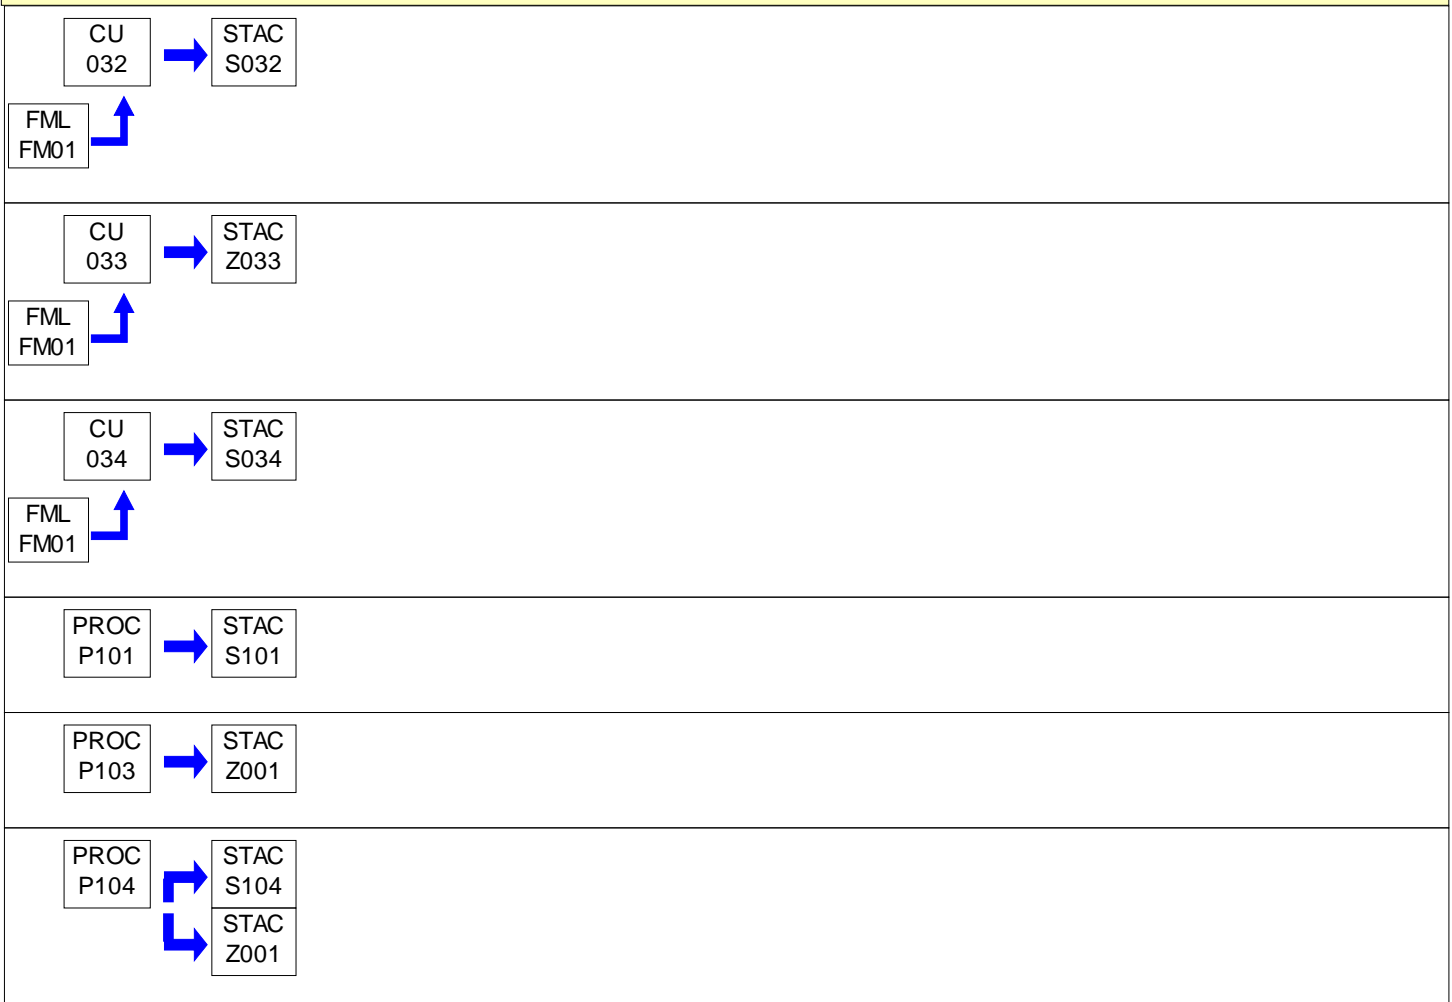 CU
032
STAC
S032
FML
FM01
CU
033
STAC
Z033
FML
FM01
CU
034
STAC
S034
FML
FM01
PROC
P101
STAC
S101
PROC
P103
STAC
Z001
PROC
P104
STAC
S104
STAC
Z001